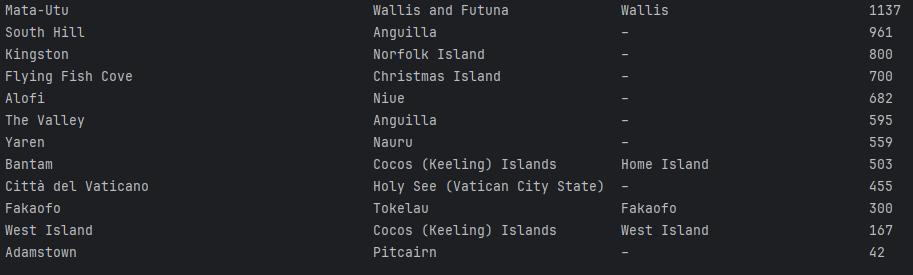 Mata-Utu Wallis and Futuna Wallis 1137
South Hill Anguilla – 961
Kingston Norfolk Island – 800
Flying Fish Cove Christmas Island – 700
Alofi Niue – 682
The Valley Anguilla – 595
Yaren Nauru – 559
Bantam Cocos (Keeling) Islands Home Island 503
Città del Vaticano Holy See (Vatican City State) – 455
Fakaofo Tokelau Fakaofo 300
West Island Cocos (Keeling) Islands West Island 167
Adamstown Pitcairn – 42